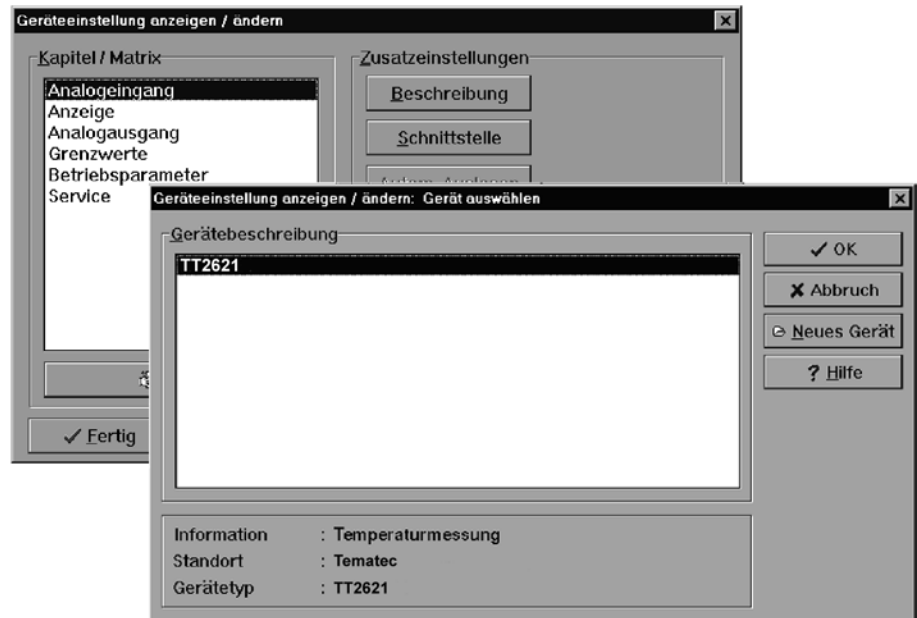 Geräteeinstellung anzeigen / ändern
Kapitel / Matrix
Zusatzeinstellungen
Analogeingang
Anzeige
Analogausgang
Grenzwerte
Betriebsparameter
Service
Beschreibung
Schnittstelle
Fertig
Geräteeinstellung anzeigen / ändern: Gerät auswählen
Gerätebeschreibung
TT2621
OK
Abbruch
Neues Gerät
? Hilfe
Information : Temperaturmessung
Standort : Tematec
Gerätetyp : TT2621